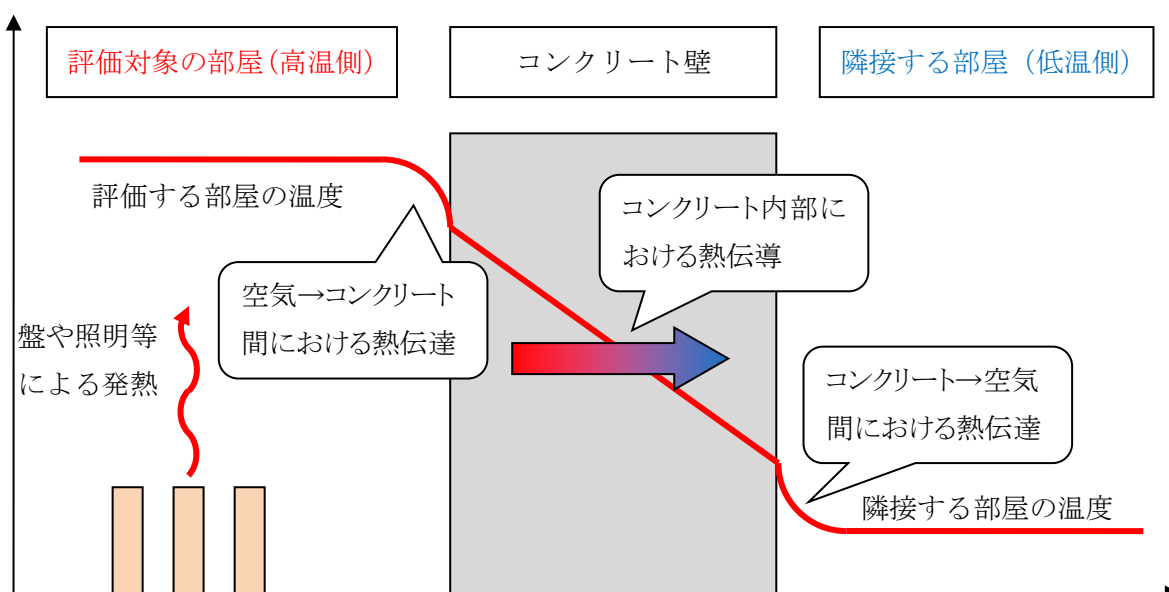 評価対象の部屋(高温側)
コンクリート壁
隣接する部屋（低温側）
評価する部屋の温度
コンクリート内部に
おける熱伝導
空気→コンクリート
間における熱伝達
盤や照明等
による発熱
コンクリート→空気
間における熱伝達
隣接する部屋の温度